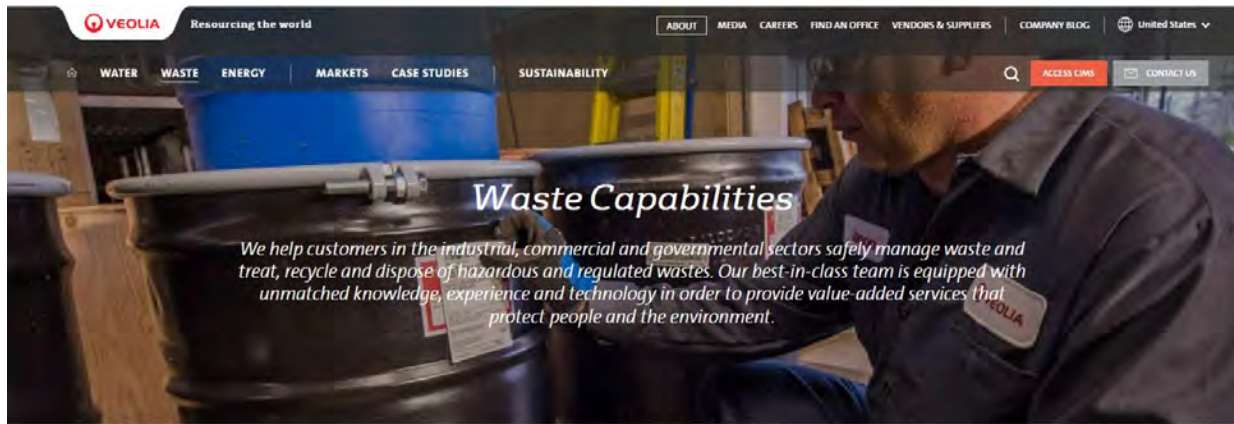 VEOLIA
Resourcing the world
ABOUT MEDIA CAREERS FIND AN OFFICE VENDORS & SUPPLIERS COMPANY BLOG United States
WATER WASTE ENERGY MARKETS CASE STUDIES SUSTAINABILITY ACCESS CIMS CONTACT US
Waste Capabilities
We help customers in the industrial, commercial and governmental sectors safely manage waste and
treat, recycle and dispose of hazardous and regulated wastes. Our best-in-class team is equipped with
unmatched knowledge, experience and technology in order to provide value-added services that
protect people and the environment.
VEOLIA